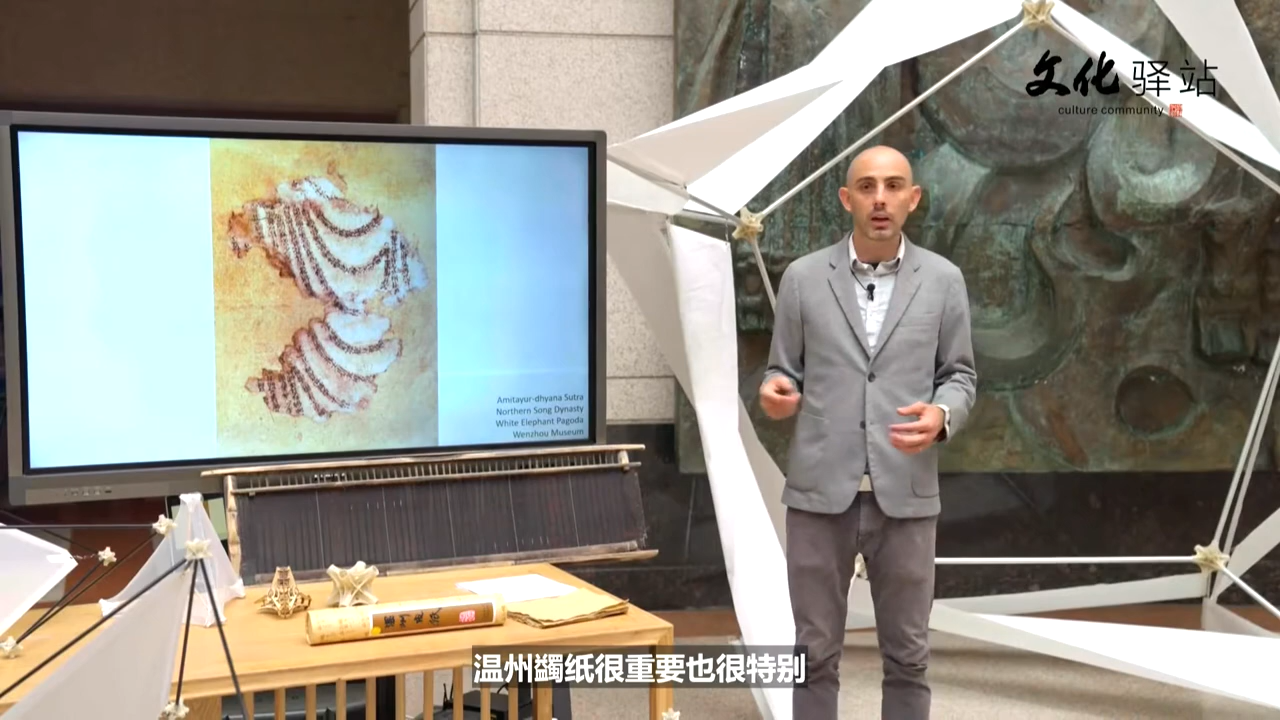 文化驿站
culture community
Amitayur-dhyana Sutra
Northern Song Dynasty
White Elephant Pagoda
Wenzhou Museum
温州蠲纸很重要也很特别